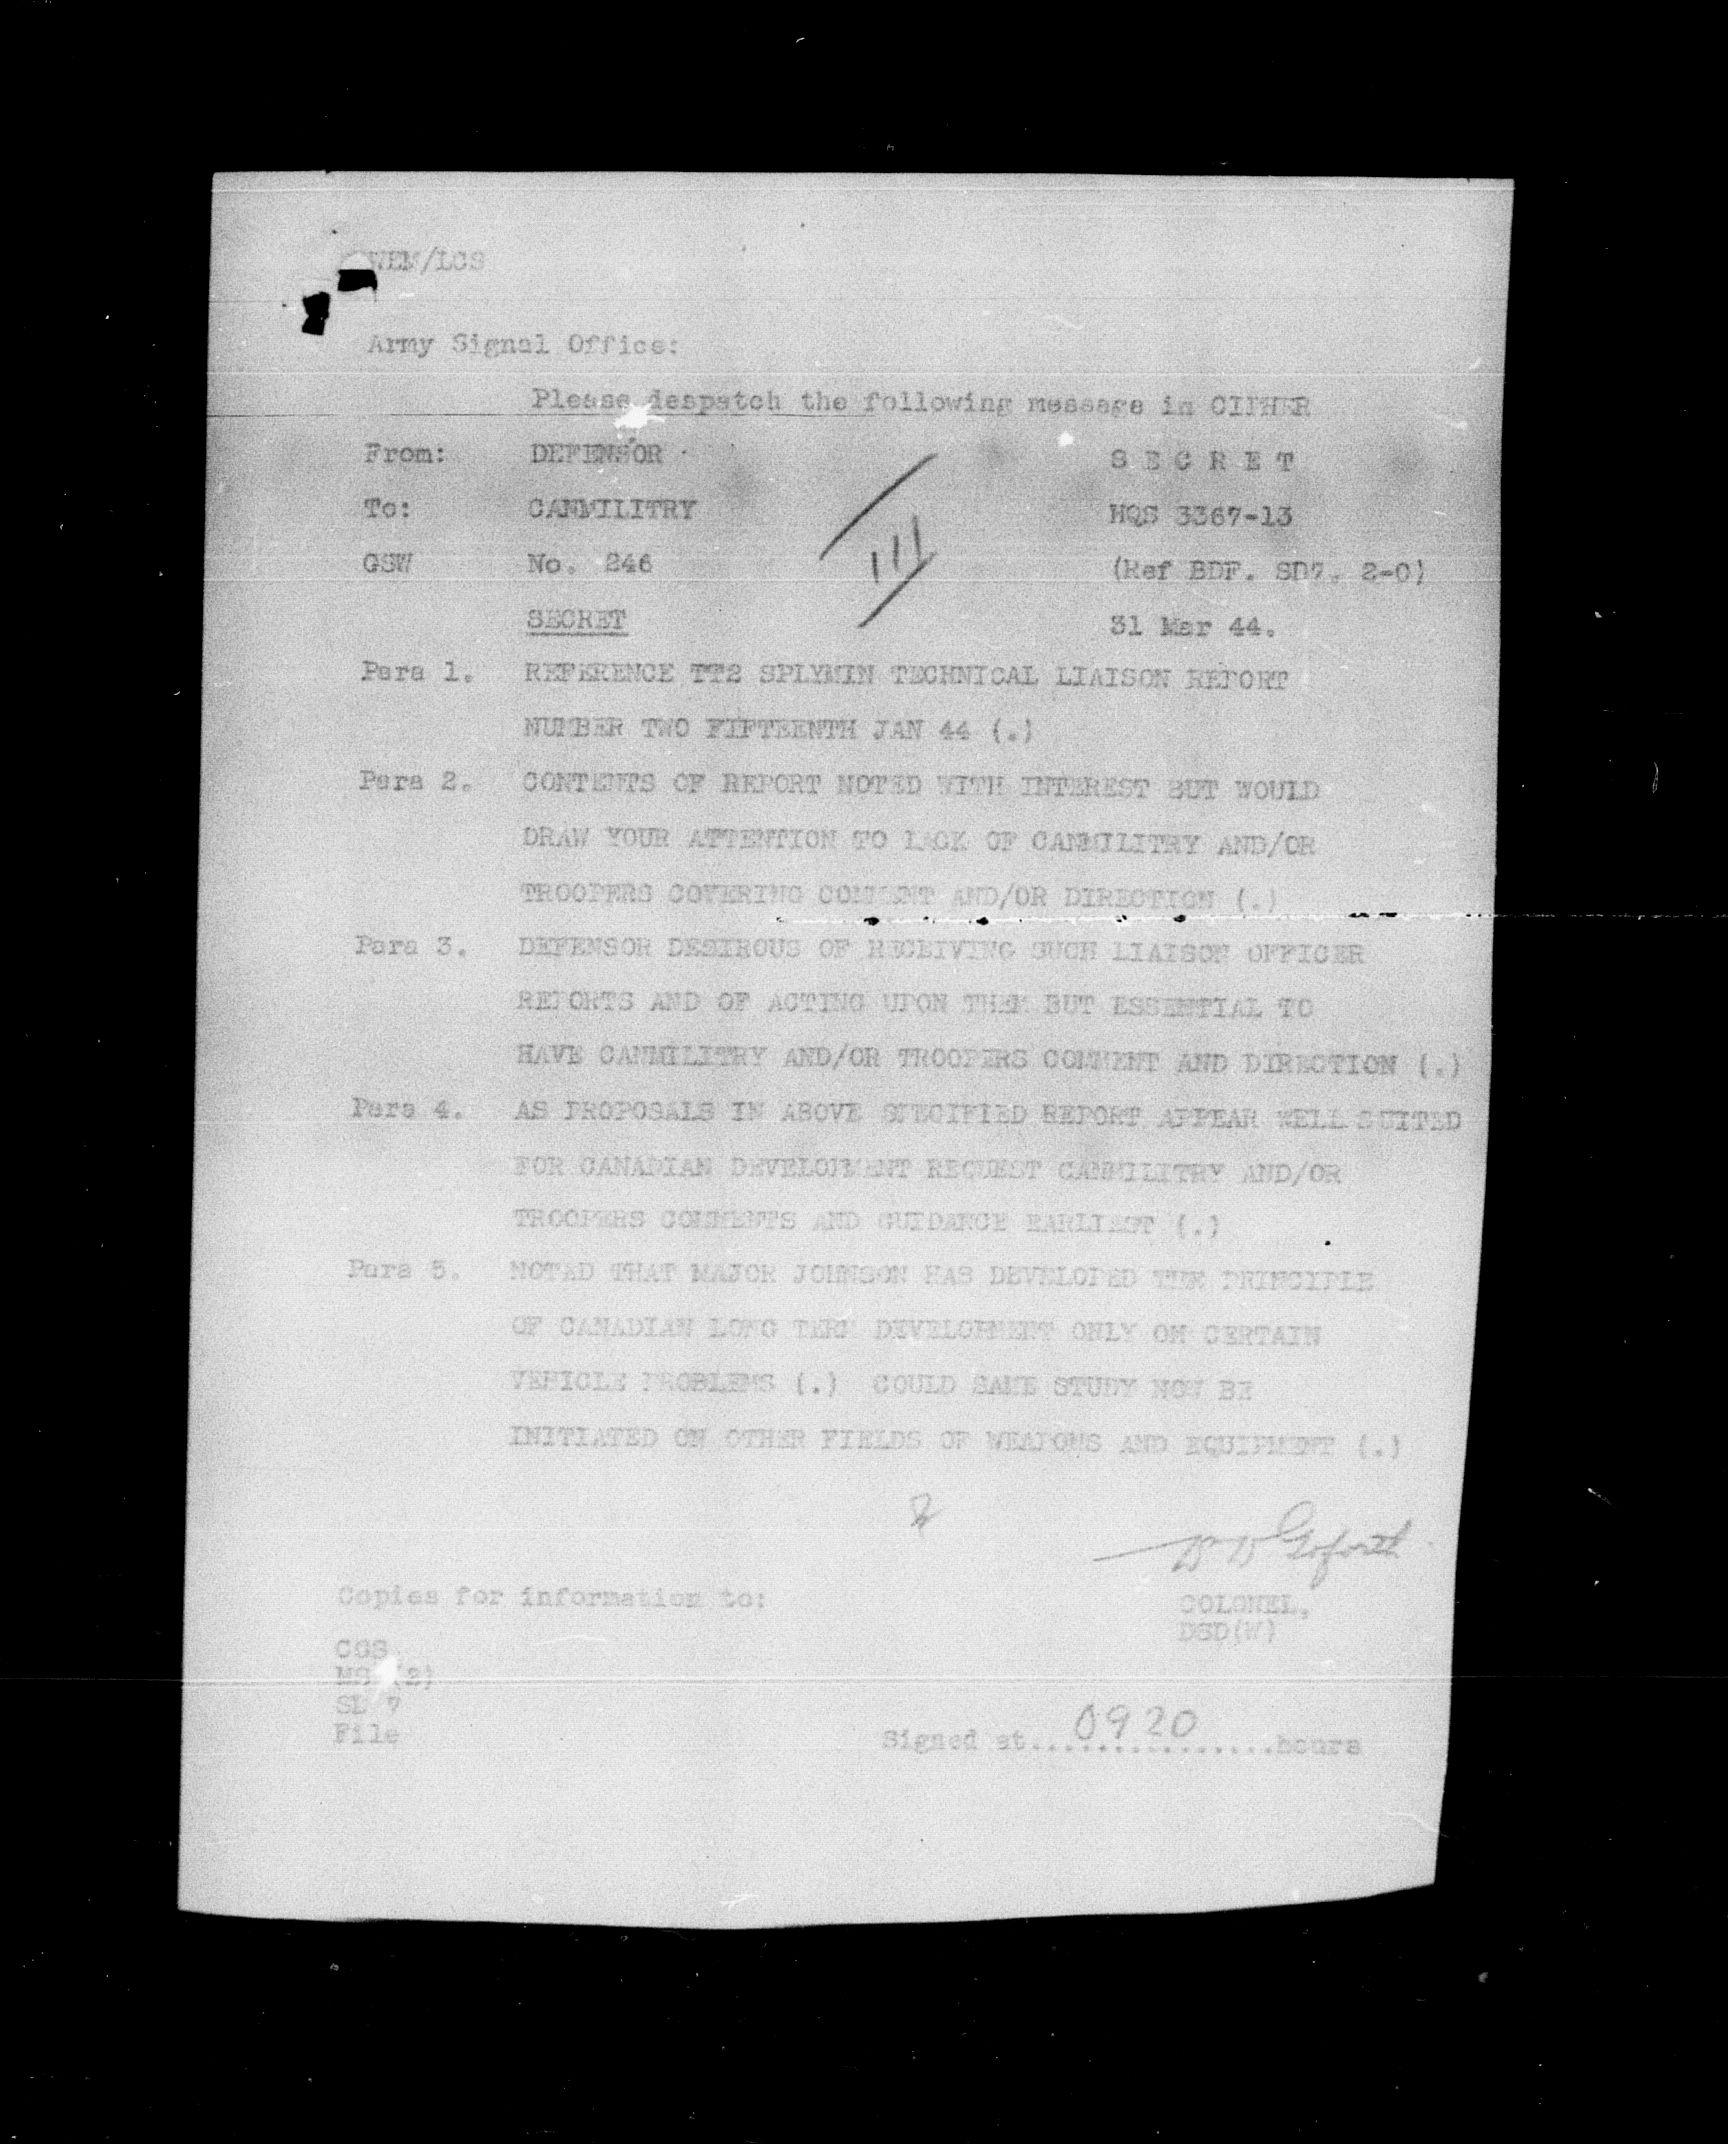 WEM/LCS
Army Signal Office:
Please despatch the following message in CIPHER
From: DEFENSOR S E C R E T
To: CANMILITRY HQS 3367-13
GSW No. 246 (Ref BDF. SD7. 2-0)
SECRET 31 Mar 44.
111
Para 1. REFERENCE TT2 SPLYMIN TECHNICAL LIAISON REPORT
NUMBER TWO FIFTEENTH JAN 44 (.)
Para 2. CONTENTS OF REPORT NOTED WITH INTEREST BUT WOULD
DRAW YOUR ATTENTION TO LACK OF CANMILITRY AND/OR
TROOPERS COVERING COMMENT AND/OR DIRECTION (.)
Para 3. DEFENSOR DESIROUS OF RECEIVING SUCH LIAISON OFFICER
REPORTS AND OF ACTING UPON THEM BUT ESSENTIAL TO
HAVE CANMILITRY AND/OR TROOPERS COMMENT AND DIRECTION (.)
Para 4. AS PROPOSALS IN ABOVE SPECIFIED REPORT APPEAR WELL SUITED
FOR CANADIAN DEVELOPMENT REQUEST CANMILITRY AND/OR
TROOPERS COMMENTS AND GUIDANCE EARLIEST (.)
Para 5. NOTED THAT MAJOR JOHNSON HAS DEVELOPED THE PRINCIPLE
OF CANADIAN LONG TERM DEVELOPMENT ONLY ON CERTAIN
VEHICLE PROBLEMS (.) COULD SAME STUDY NOW BE
INITIATED ON OTHER FIELDS OF WEAPONS AND EQUIPMENT (.)
W W Goforth
Copies for information to: COLONEL,
DSD(W)
CGS
(2)
SD 7
File
Signed at....0920....hours